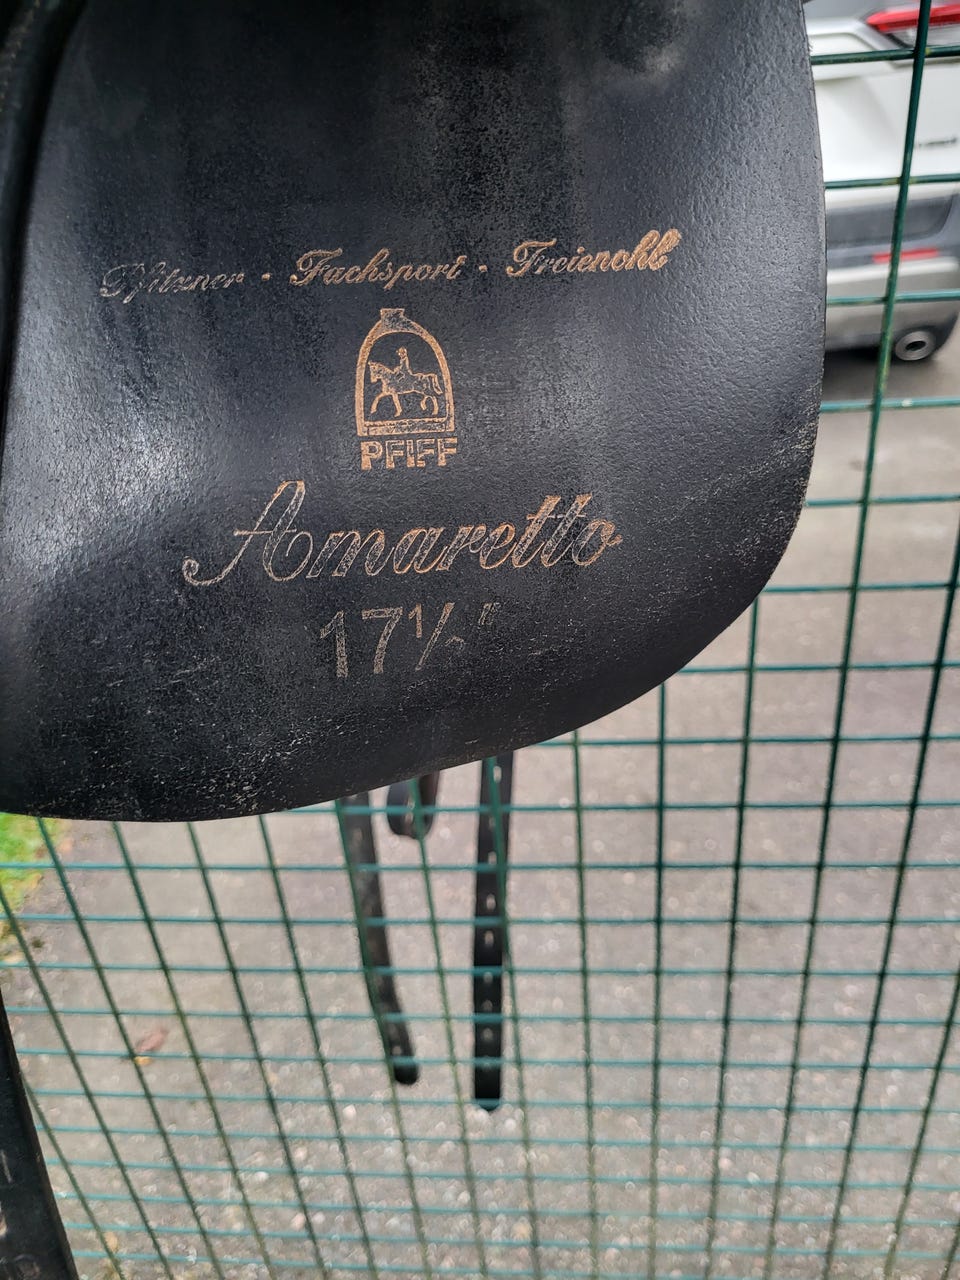 Pfitzner · Fachsport · Freienohl
PFIFF
Amaretto
17½"